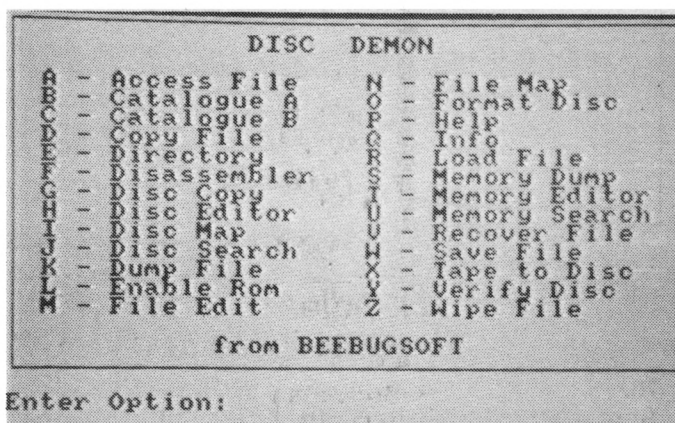 DISC DEMON
A - Access File
B - Catalogue A
C - Catalogue B
D - Copy File
E - Directory
F - Disassembler
G - Disc Copy
H - Disc Editor
I - Disc Map
J - Disc Search
K - Dump File
L - Enable Rom
M - File Edit
N - File Map
O - Format Disc
P - Help
Q - Info
R - Load File
S - Memory Dump
T - Memory Editor
U - Memory Search
V - Recover File
W - Save File
X - Tape to Disc
Y - Verify Disc
Z - Wipe File
from BEEBUGSOFT
Enter Option: